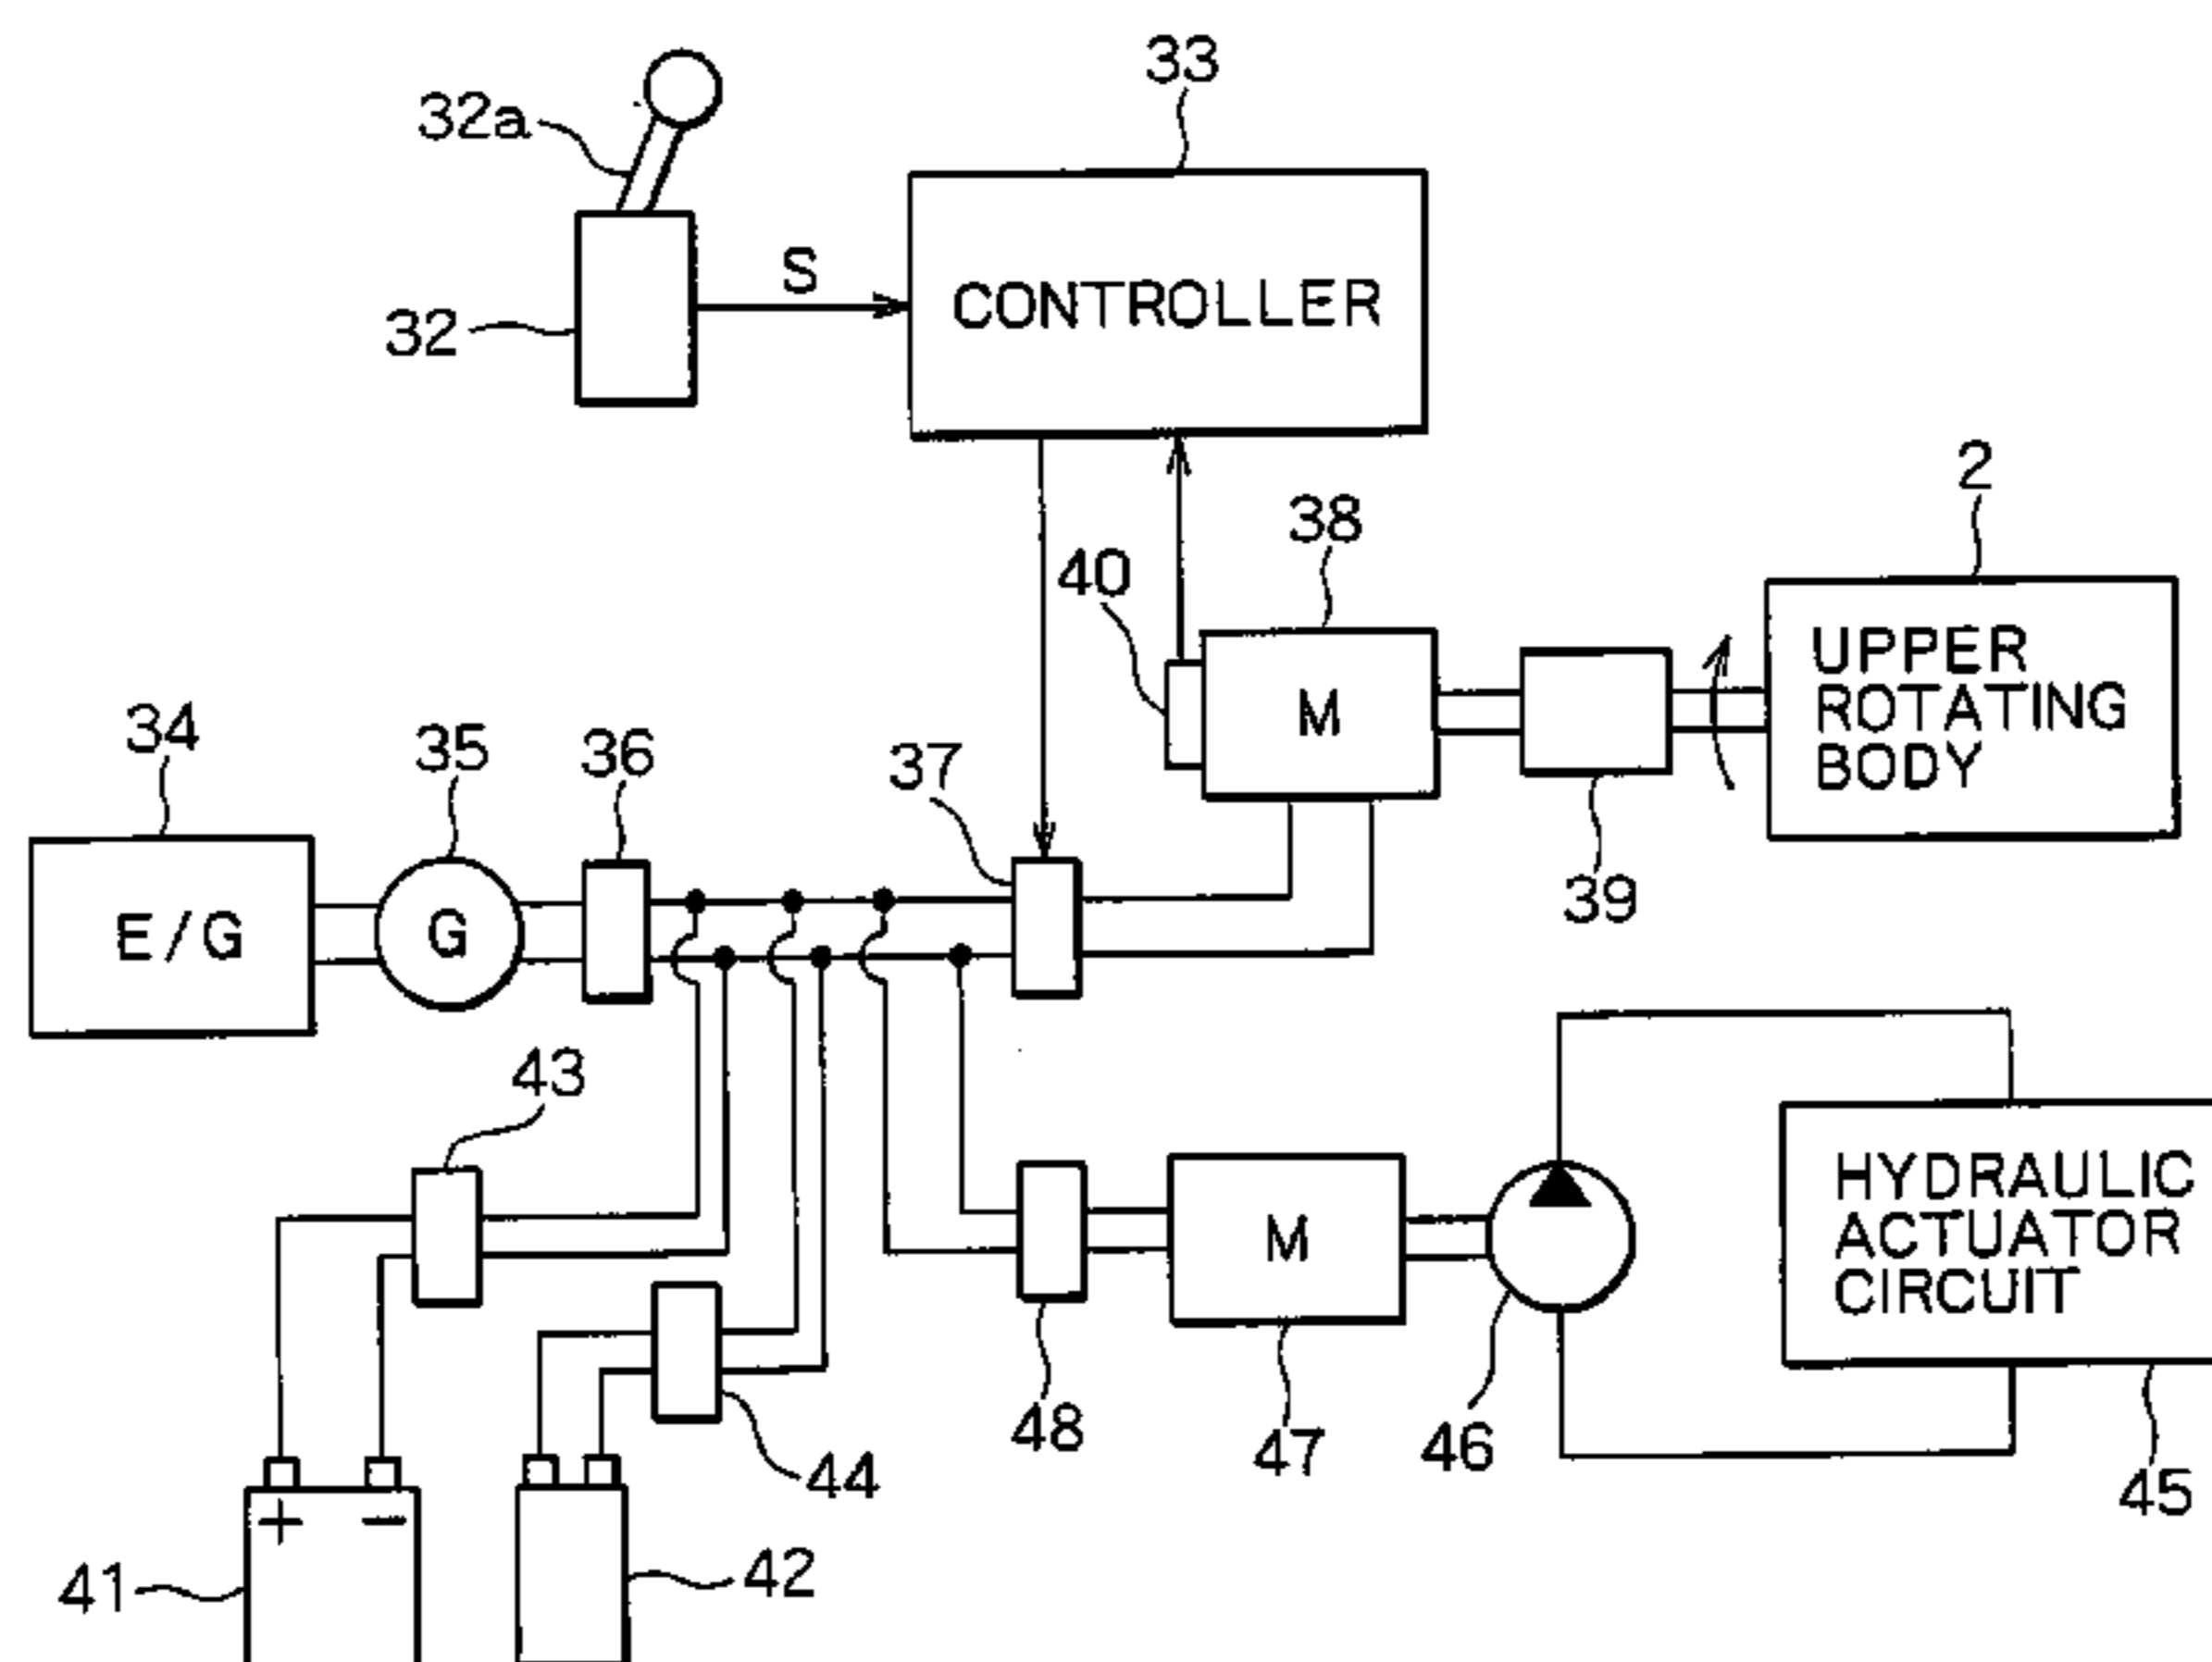 33
32a
S
CONTROLLER
32
2
38
40
UPPER
ROTATING
BODY
M
34
35
36
37
39
E/G
G
43
HYDRAULIC
ACTUATOR
CIRCUIT
M
48
47
46
44
45
+ −
41
42